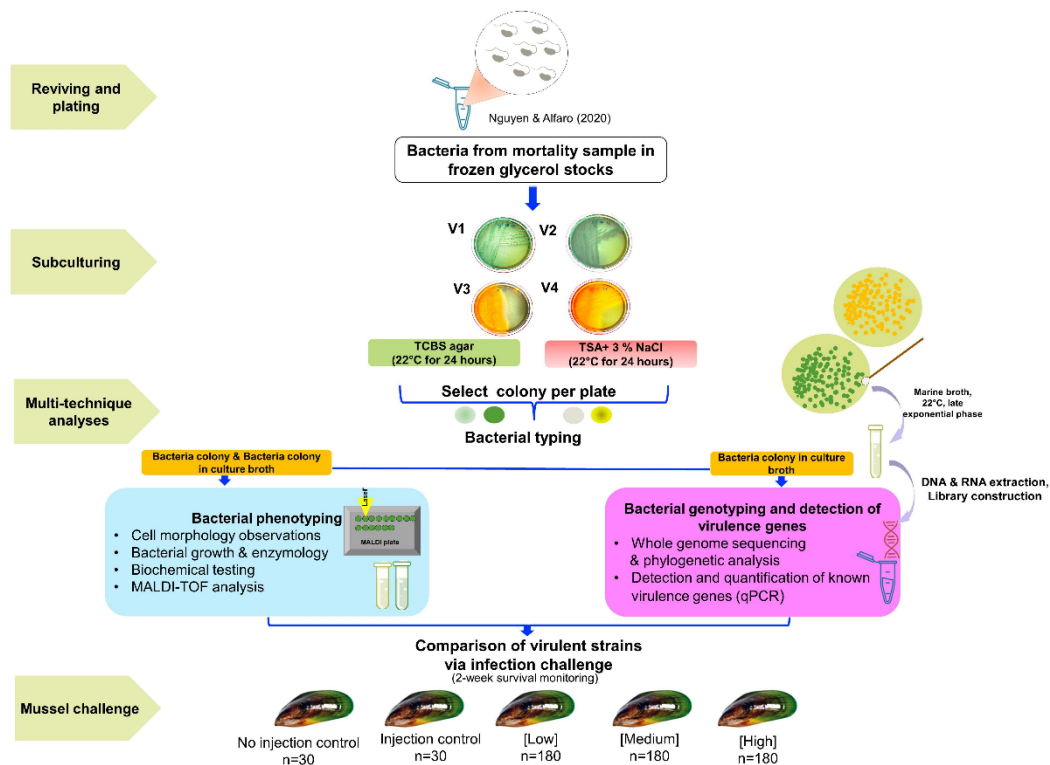 Reviving and
plating
Nguyen & Alfaro (2020)
Bacteria from mortality sample in
frozen glycerol stocks
Subculturing
V1
V2
V3
V4
TCBS agar
(22°C for 24 hours)
TSA+ 3 % NaCl
(22°C for 24 hours)
Multi-technique
analyses
Select colony per plate
Bacterial typing
Marine broth,
22°C, late
exponential phase
DNA & RNA extraction,
Library construction
Bacteria colony & Bacteria colony
in culture broth
Bacteria colony in culture
broth
Bacterial phenotyping
• Cell morphology observations
• Bacterial growth & enzymology
• Biochemical testing
• MALDI-TOF analysis
Laser
MALDI plate
Bacterial genotyping and detection of
virulence genes
• Whole genome sequencing
& phylogenetic analysis
• Detection and quantification of known
virulence genes (qPCR)
Comparison of virulent strains
via infection challenge
(2-week survival monitoring)
Mussel challenge
No injection control
n=30
Injection control
n=30
[Low]
n=180
[Medium]
n=180
[High]
n=180